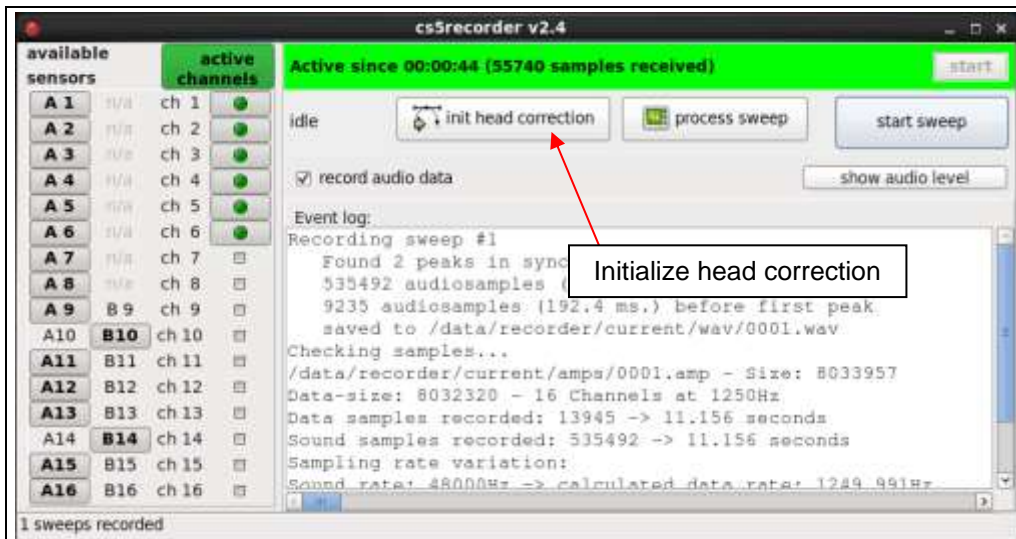 cs5recorder v2.4
available
sensors
active
channels
A 1 n/a ch 1
A 2 n/a ch 2
A 3 n/a ch 3
A 4 n/a ch 4
A 5 n/a ch 5
A 6 n/a ch 6
A 7 n/a ch 7
A 8 n/a ch 8
A 9 B 9 ch 9
A10 B10 ch 10
A11 B11 ch 11
A12 B12 ch 12
A13 B13 ch 13
A14 B14 ch 14
A15 B15 ch 15
A16 B16 ch 16
Active since 00:00:44 (55740 samples received) start
idle init head correction process sweep start sweep
record audio data show audio level
Event log:
Recording sweep #1
Found 2 peaks in sync
535492 audiosamples (
9235 audiosamples (192.4 ms.) before first peak
saved to /data/recorder/current/wav/0001.wav
Checking samples...
/data/recorder/current/amps/0001.amp - Size: 8033957
Data-size: 8032320 - 16 Channels at 1250Hz
Data samples recorded: 13945 -> 11.156 seconds
Sound samples recorded: 535492 -> 11.156 seconds
Sampling rate variation:
Sound rate: 48000Hz -> calculated data rate: 1249.991Hz
Initialize head correction
1 sweeps recorded